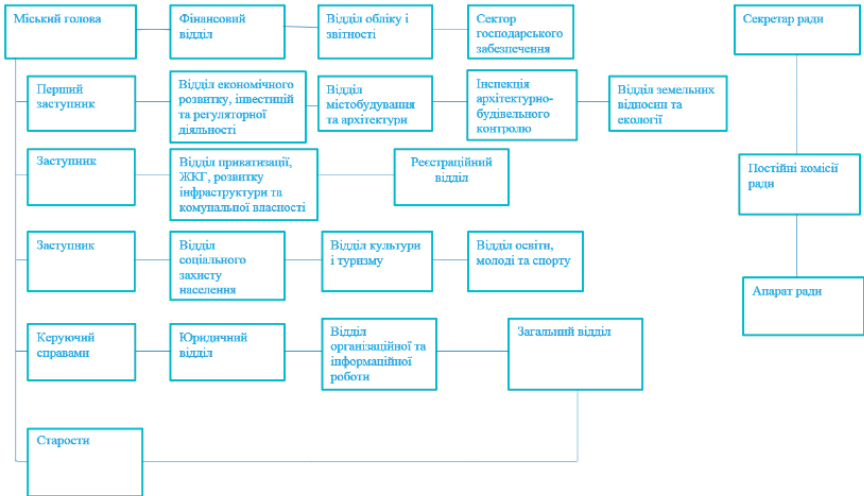 Міський голова
Фінансовий
відділ
Відділ обліку і
звітності
Сектор
господарського
забезпечення
Секретар ради
Перший
заступник
Відділ економічного
розвитку, інвестицій
та регуляторної
діяльності
Відділ
містобудування
та архітектури
Інспекція
архітектурно-
будівельного
контролю
Відділ земельних
відносин та
екології
Заступник
Відділ приватизації,
ЖКГ, розвитку
інфраструктури та
комунальної власності
Реєстраційний
відділ
Постійні комісії
ради
Заступник
Відділ
соціального
захисту
населення
Відділ культури
і туризму
Відділ освіти,
молоді та спорту
Апарат ради
Керуючий
справами
Юридичний
відділ
Відділ
організаційної та
інформаційної
роботи
Загальний відділ
Старости